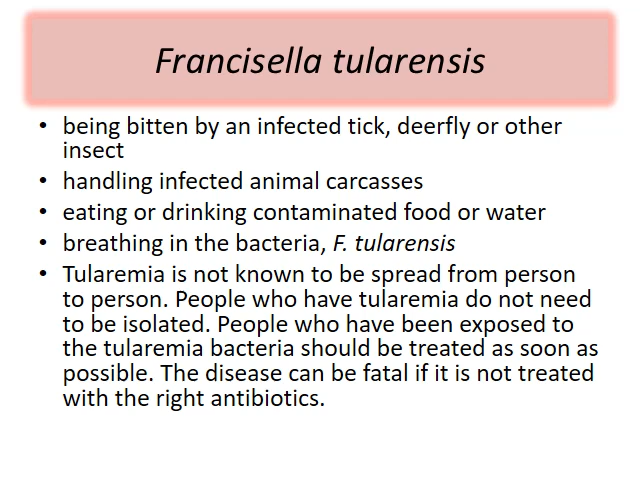 Francisella tularensis
• being bitten by an infected tick, deerfly or other
insect
• handling infected animal carcasses
• eating or drinking contaminated food or water
• breathing in the bacteria, F. tularensis
• Tularemia is not known to be spread from person
to person. People who have tularemia do not need
to be isolated. People who have been exposed to
the tularemia bacteria should be treated as soon as
possible. The disease can be fatal if it is not treated
with the right antibiotics.